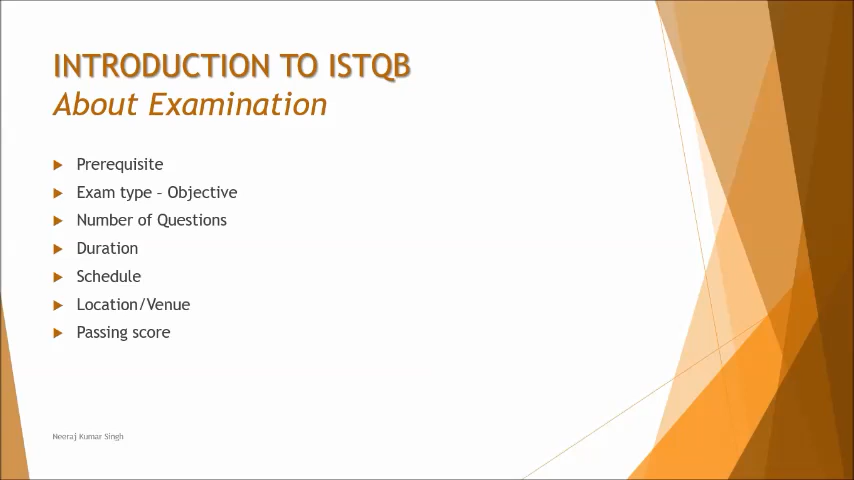 INTRODUCTION TO ISTQB
About Examination
Prerequisite
Exam type – Objective
Number of Questions
Duration
Schedule
Location/Venue
Passing score
Neeraj Kumar Singh